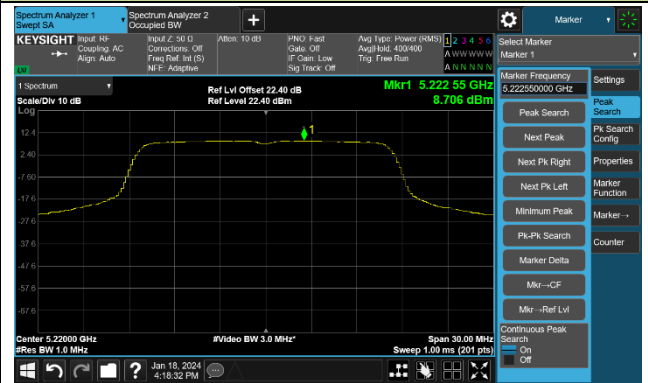 Spectrum Analyzer 1
Swept SA
Spectrum Analyzer 2
Occupied BW
+
Marker
KEYSIGHT
Input: RF
Coupling: AC
Align: Auto
Input Z: 50 Ω
Corrections: Off
Freq Ref: Int (S)
NFE: Adaptive
Atten: 10 dB
PNO: Fast
Gate: Off
IF Gain: Low
Sig Track: Off
Avg Type: Power (RMS)
Avg|Hold: 400/400
Trig: Free Run
1 2 3 4 5 6
A W W W W W
A N N N N N
LXI
Select Marker
Marker 1
1 Spectrum
Scale/Div 10 dB
Log
Ref Lvl Offset 22.40 dB
Ref Level 22.40 dBm
Mkr1 5.222 55 GHz
8.706 dBm
1
12.4
2.40
-7.60
-17.6
-27.6
-37.6
-47.6
-57.6
-67.6
Center 5.22000 GHz
#Res BW 1.0 MHz
#Video BW 3.0 MHz*
Span 30.00 MHz
Sweep 1.00 ms (201 pts)
Marker Frequency
5.222550000 GHz
Peak Search
Next Peak
Next Pk Right
Next Pk Left
Minimum Peak
Pk-Pk Search
Marker Delta
Mkr→CF
Mkr→Ref Lvl
Continuous Peak
Search
On
Off
Settings
Peak
Search
Pk Search
Config
Properties
Marker
Function
Marker→
Counter
?
Jan 18, 2024
4:18:32 PM